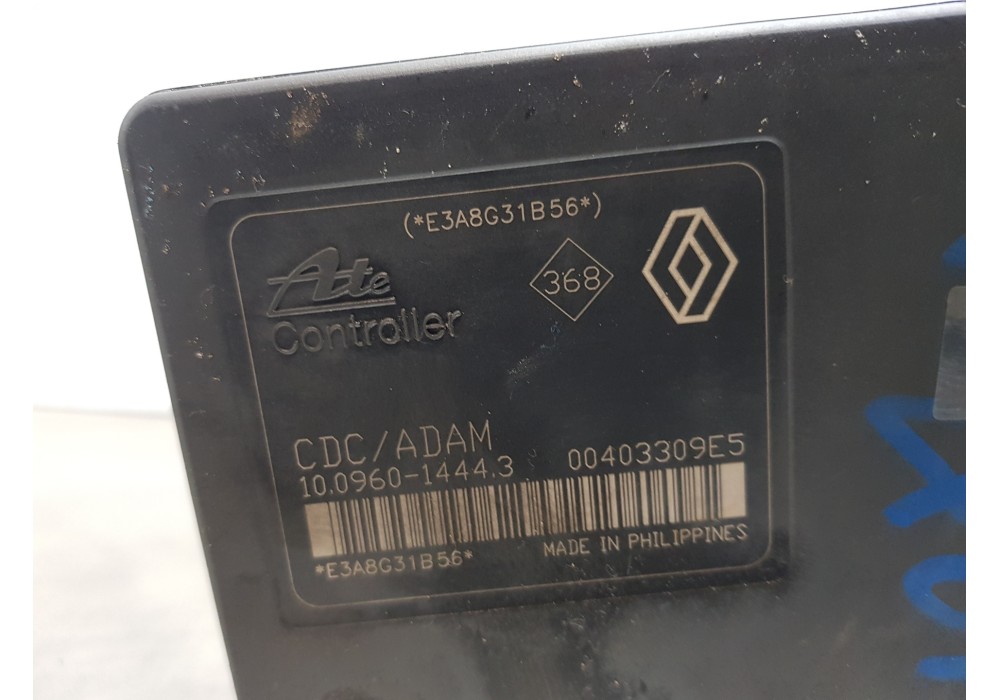 (*E3A8G31B56*)
Ate
Controller
368
CDC/ADAM
10.0960-1444.3
00403309E5
*E3A8G31B56*
MADE IN PHILIPPINES